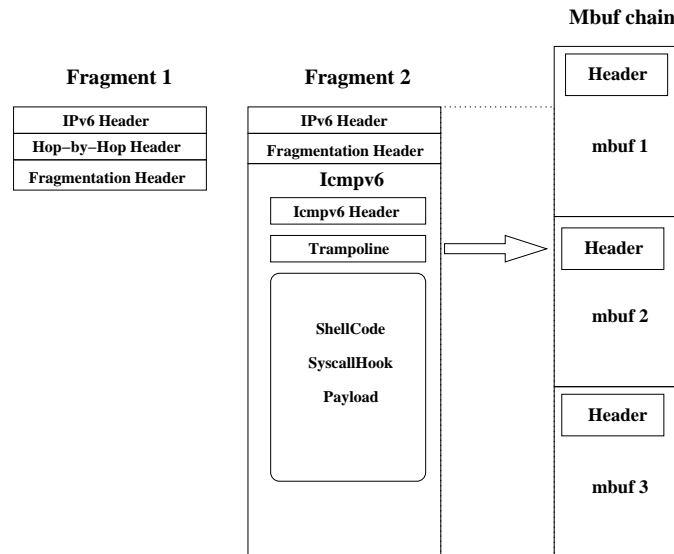 Mbuf chain
Fragment 1
Fragment 2
IPv6 Header
Hop−by−Hop Header
Fragmentation Header
IPv6 Header
Fragmentation Header
Icmpv6
Icmpv6 Header
Trampoline
ShellCode
SyscallHook
Payload
Header
mbuf 1
Header
mbuf 2
Header
mbuf 3